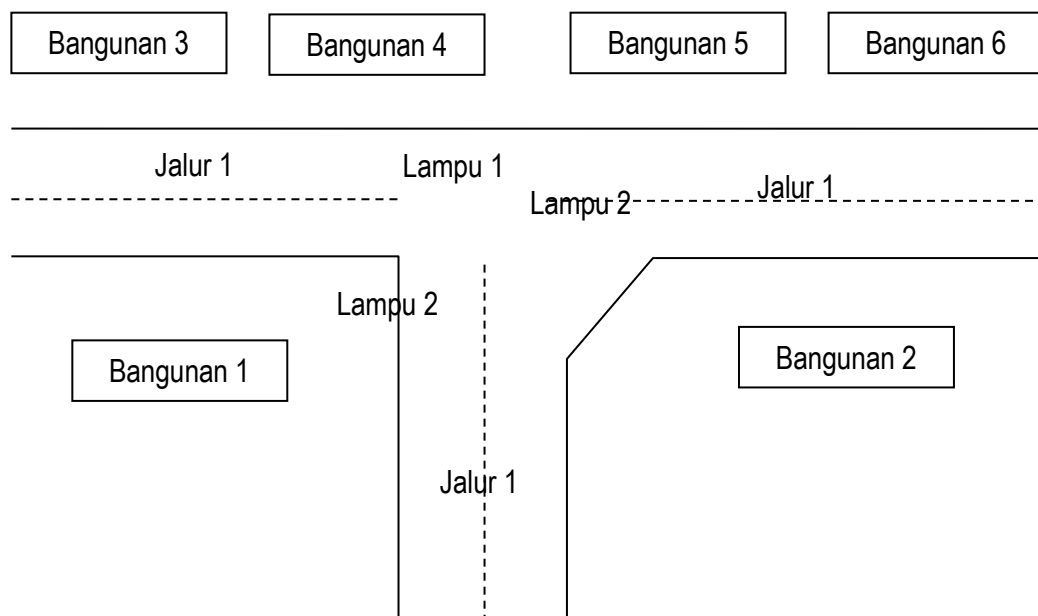 Bangunan 3
Bangunan 4
Bangunan 5
Bangunan 6
Jalur 1
Lampu 1
Lampu 2
Jalur 1
Lampu 2
Bangunan 1
Bangunan 2
Jalur 1